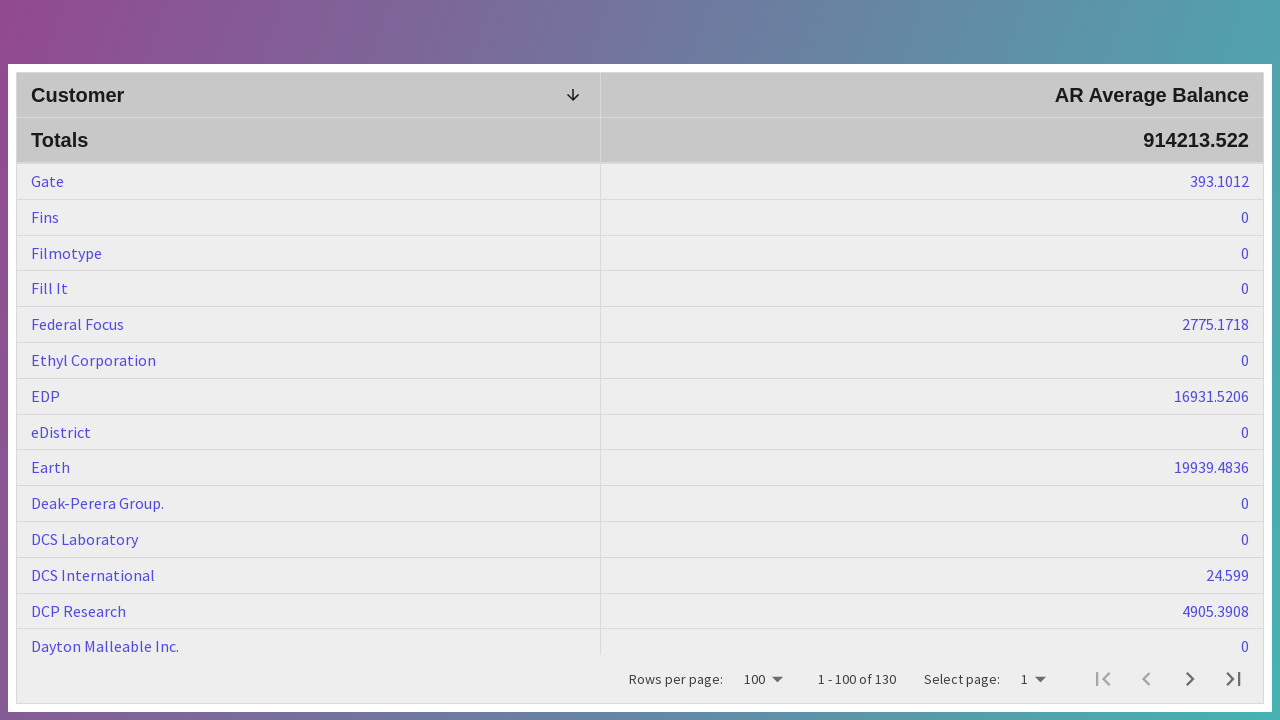 Customer AR Average Balance
Totals 914213.522
Gate 393.1012
Fins 0
Filmotype 0
Fill It 0
Federal Focus 2775.1718
Ethyl Corporation 0
EDP 16931.5206
eDistrict 0
Earth 19939.4836
Deak-Perera Group. 0
DCS Laboratory 0
DCS International 24.599
DCP Research 4905.3908
Dayton Malleable Inc. 0
Rows per page: 100 1 - 100 of 130 Select page: 1